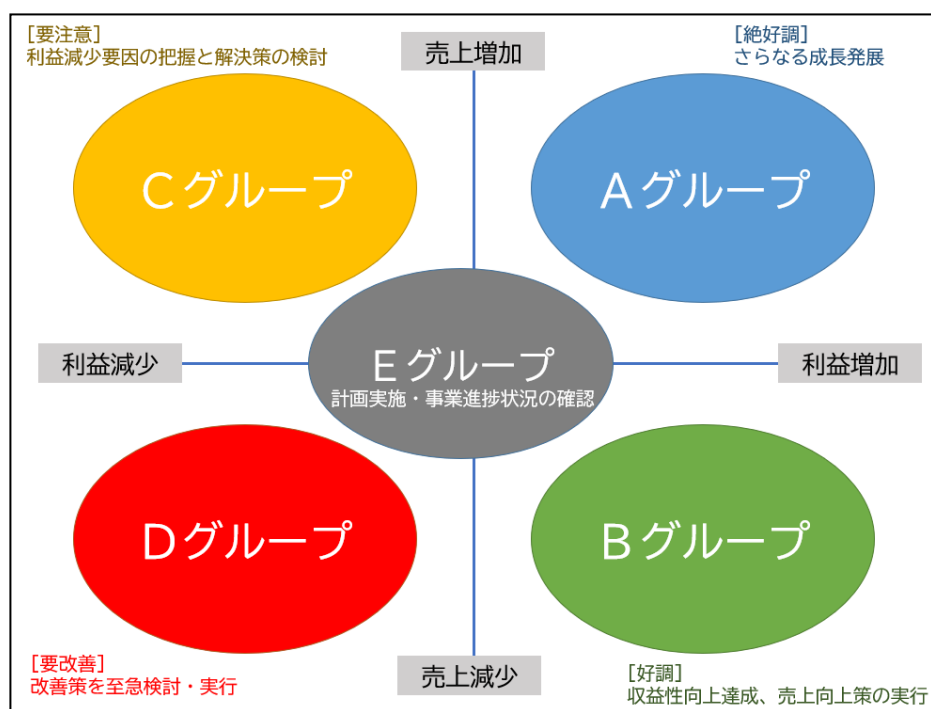 [要注意]
利益減少要因の把握と解決策の検討
売上増加
[絶好調]
さらなる成長発展
Cグループ
Aグループ
利益減少
Eグループ
計画実施・事業進捗状況の確認
利益増加
Dグループ
Bグループ
[要改善]
改善策を至急検討・実行
売上減少
[好調]
収益性向上達成、売上向上策の実行